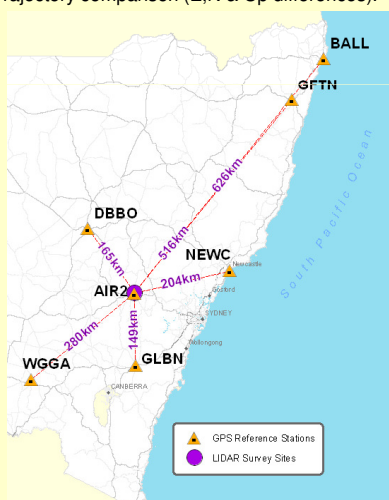 Trajectory comparison (E,N & Up differences).
BALL
GFTN
626km
516km
South Pacific Ocean
DBBO
165km
NEWC
Newcastle
204km
AIR2
Gosford
SYDNEY
280km
149km
Wollongong
WGGA
GLBN
CANBERRA
GPS Reference Stations
LIDAR Survey Sites